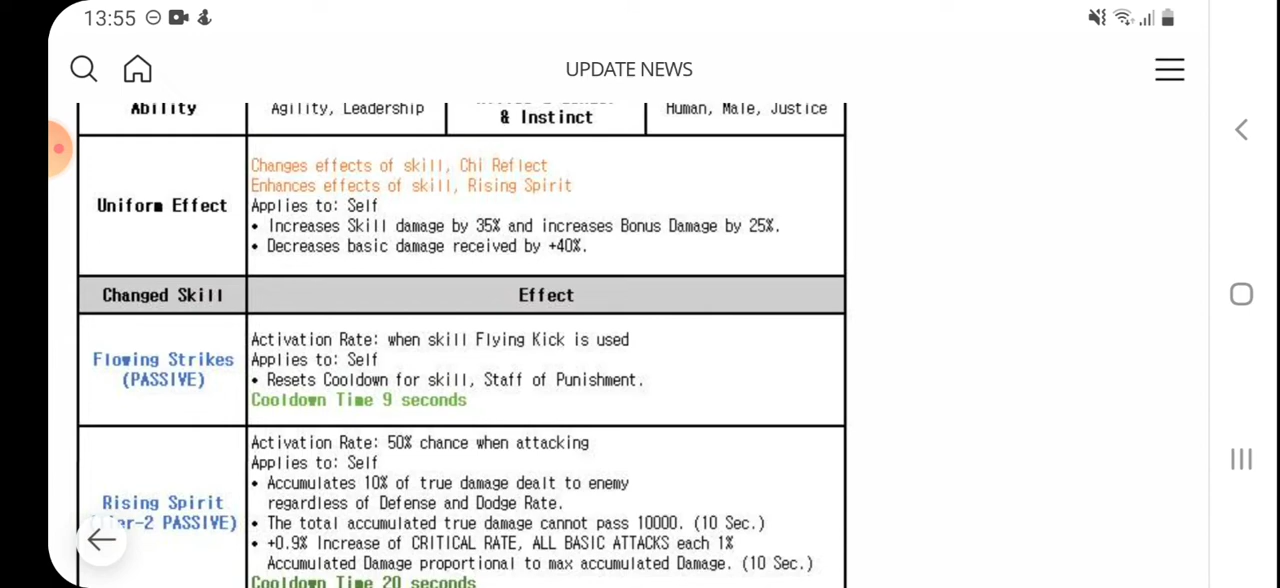 13:55
UPDATE NEWS
Ability
Agility, Leadership
& Instinct
Human, Male, Justice
Uniform Effect
Changes effects of skill, Chi Reflect
Enhances effects of skill, Rising Spirit
Applies to: Self
• Increases Skill damage by 35% and increases Bonus Damage by 25%.
• Decreases basic damage received by +40%.
Changed Skill
Effect
Flowing Strikes
(PASSIVE)
Activation Rate: when skill Flying Kick is used
Applies to: Self
• Resets Cooldown for skill, Staff of Punishment.
Cooldown Time 9 seconds
Rising Spirit
(Tier-2 PASSIVE)
Activation Rate: 50% chance when attacking
Applies to: Self
• Accumulates 10% of true damage dealt to enemy
regardless of Defense and Dodge Rate.
• The total accumulated true damage cannot pass 10000. (10 Sec.)
• +0.9% Increase of CRITICAL RATE, ALL BASIC ATTACKS each 1%
Accumulated Damage proportional to max accumulated Damage. (10 Sec.)
Cooldown Time 20 seconds